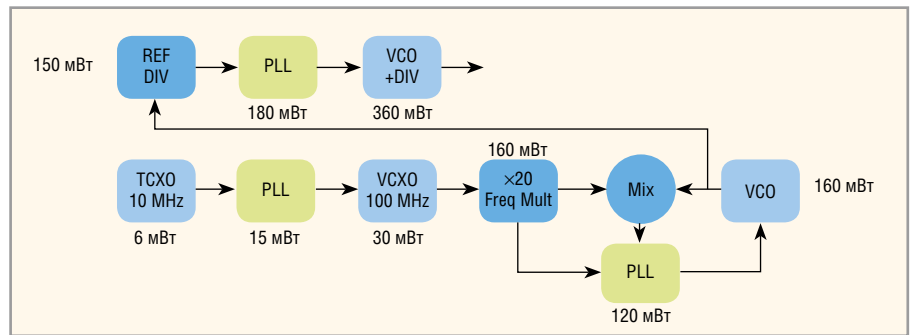 150 мВт
REF
DIV
PLL
VCO
+DIV
180 мВт
360 мВт
160 мВт
TCXO
10 MHz
PLL
VCXO
100 MHz
×20
Freq Mult
Mix
VCO
160 мВт
6 мВт
15 мВт
30 мВт
PLL
120 мВт